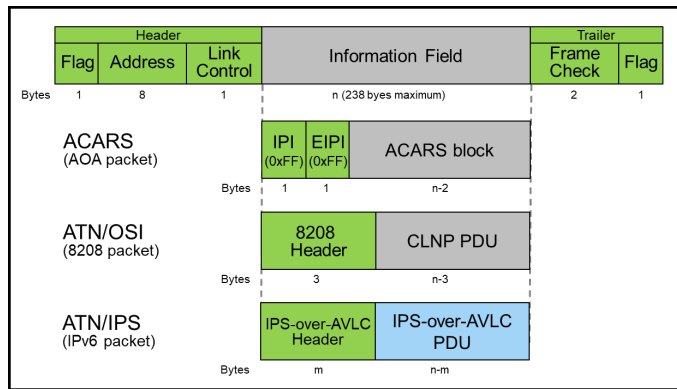 Header
Trailer
Flag
Address
Link
Control
Information Field
Frame
Check
Flag
Bytes
1
8
1
n (238 byes maximum)
2
1
ACARS
(AOA packet)
IPI
(0xFF)
EIPI
(0xFF)
ACARS block
Bytes
1
1
n-2
ATN/OSI
(8208 packet)
8208
Header
CLNP PDU
Bytes
3
n-3
ATN/IPS
(IPv6 packet)
IPS-over-AVLC
Header
IPS-over-AVLC
PDU
Bytes
m
n-m